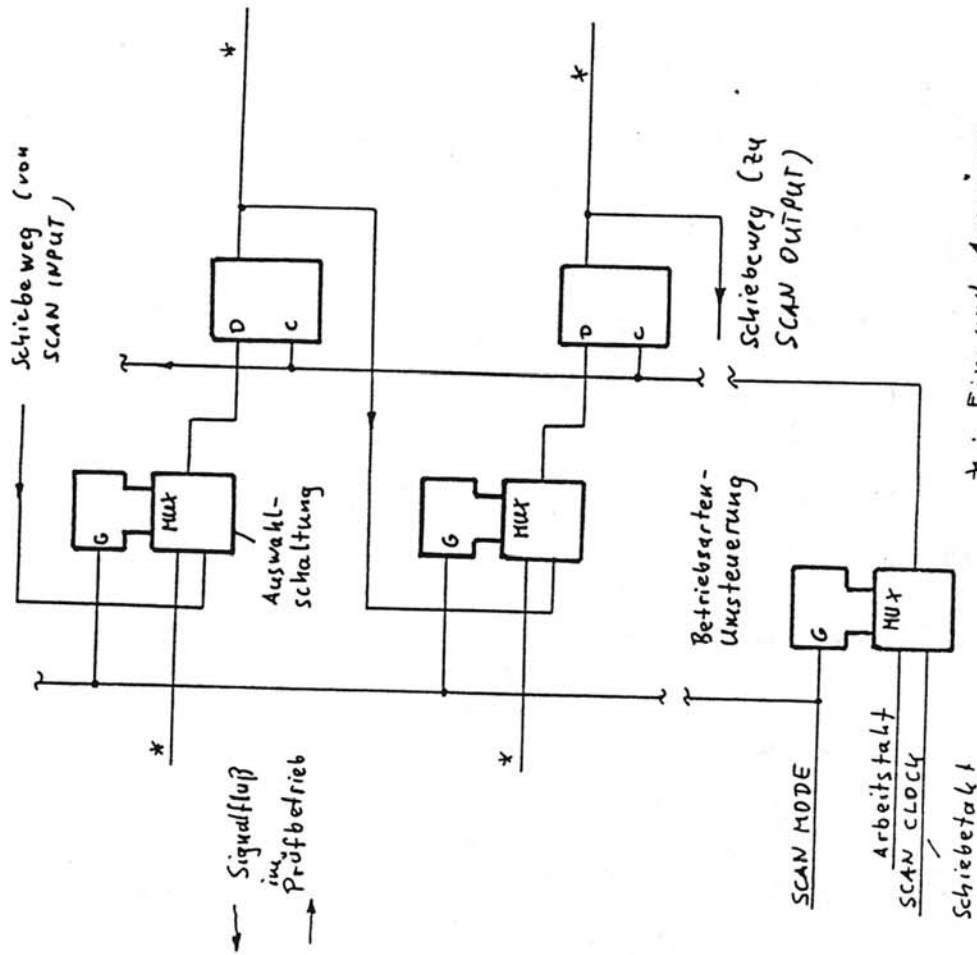 Schiebeweg (von
SCAN INPUT)
*
D
C
G
MUX
Auswahl-
schaltung
*
Signalfluß
im
Prüfbetrieb
*
D
C
Schiebeweg (zu
SCAN OUTPUT)
G
MUX
*
Betriebsarten-
Umsteuerung
G
MUX
SCAN MODE
Arbeitstakt
SCAN CLOCK
Schiebetakt
*